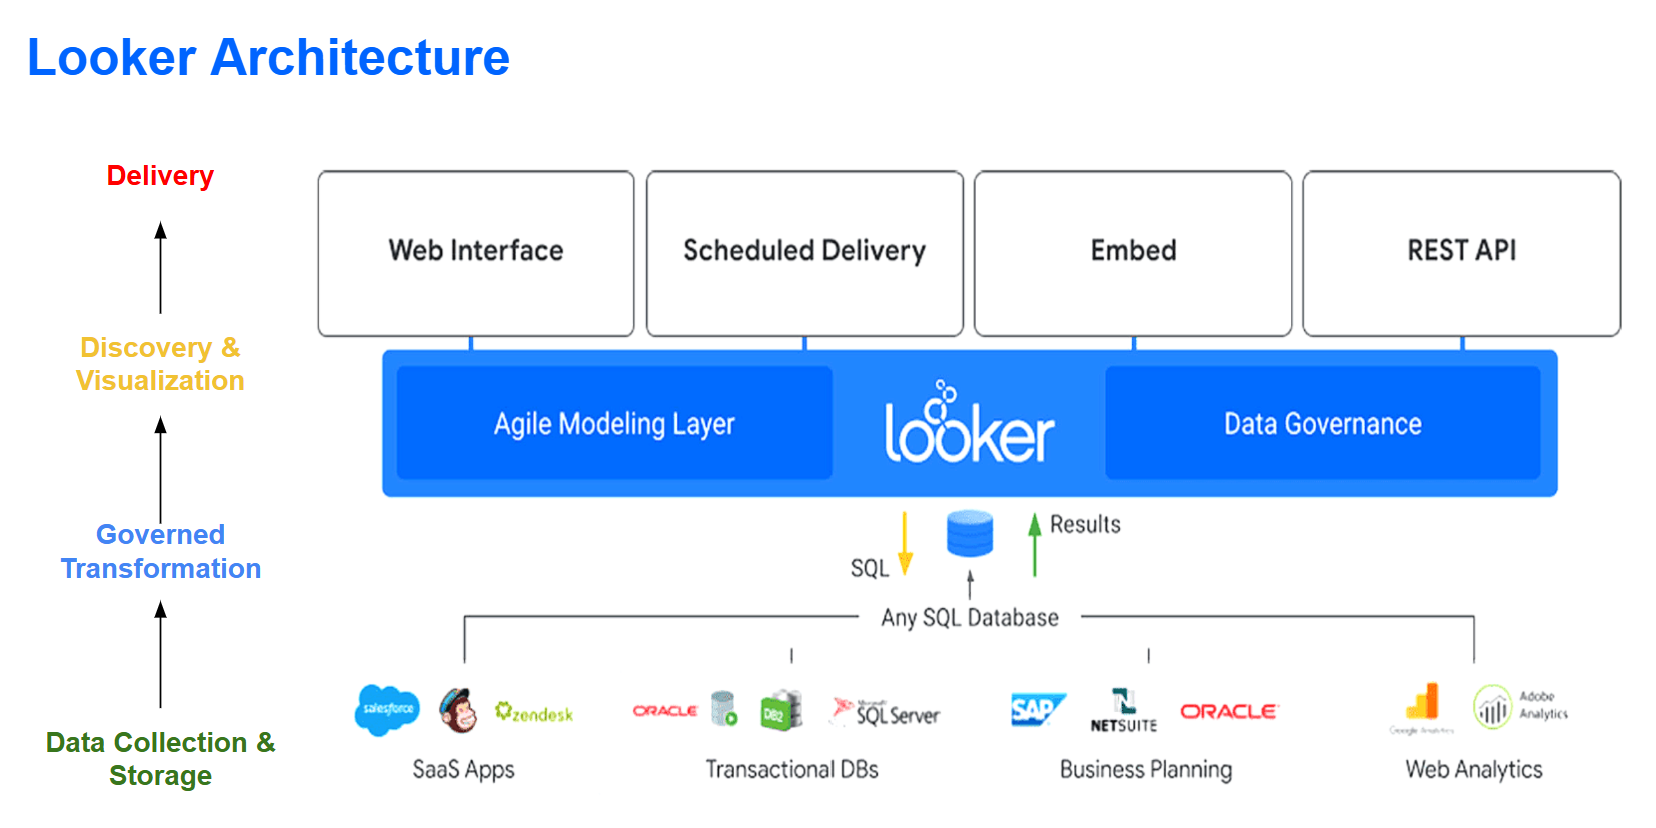 Looker Architecture
Delivery
Web Interface
Scheduled Delivery
Embed
REST API
Discovery &
Visualization
Agile Modeling Layer
looker
Data Governance
Governed
Transformation
SQL
Results
Any SQL Database
salesforce
zendesk
ORACLE
DB2
Microsoft
SQL Server
SAP
NETSUITE
ORACLE
Google Analytics
Adobe
Analytics
Data Collection &
Storage
SaaS Apps
Transactional DBs
Business Planning
Web Analytics